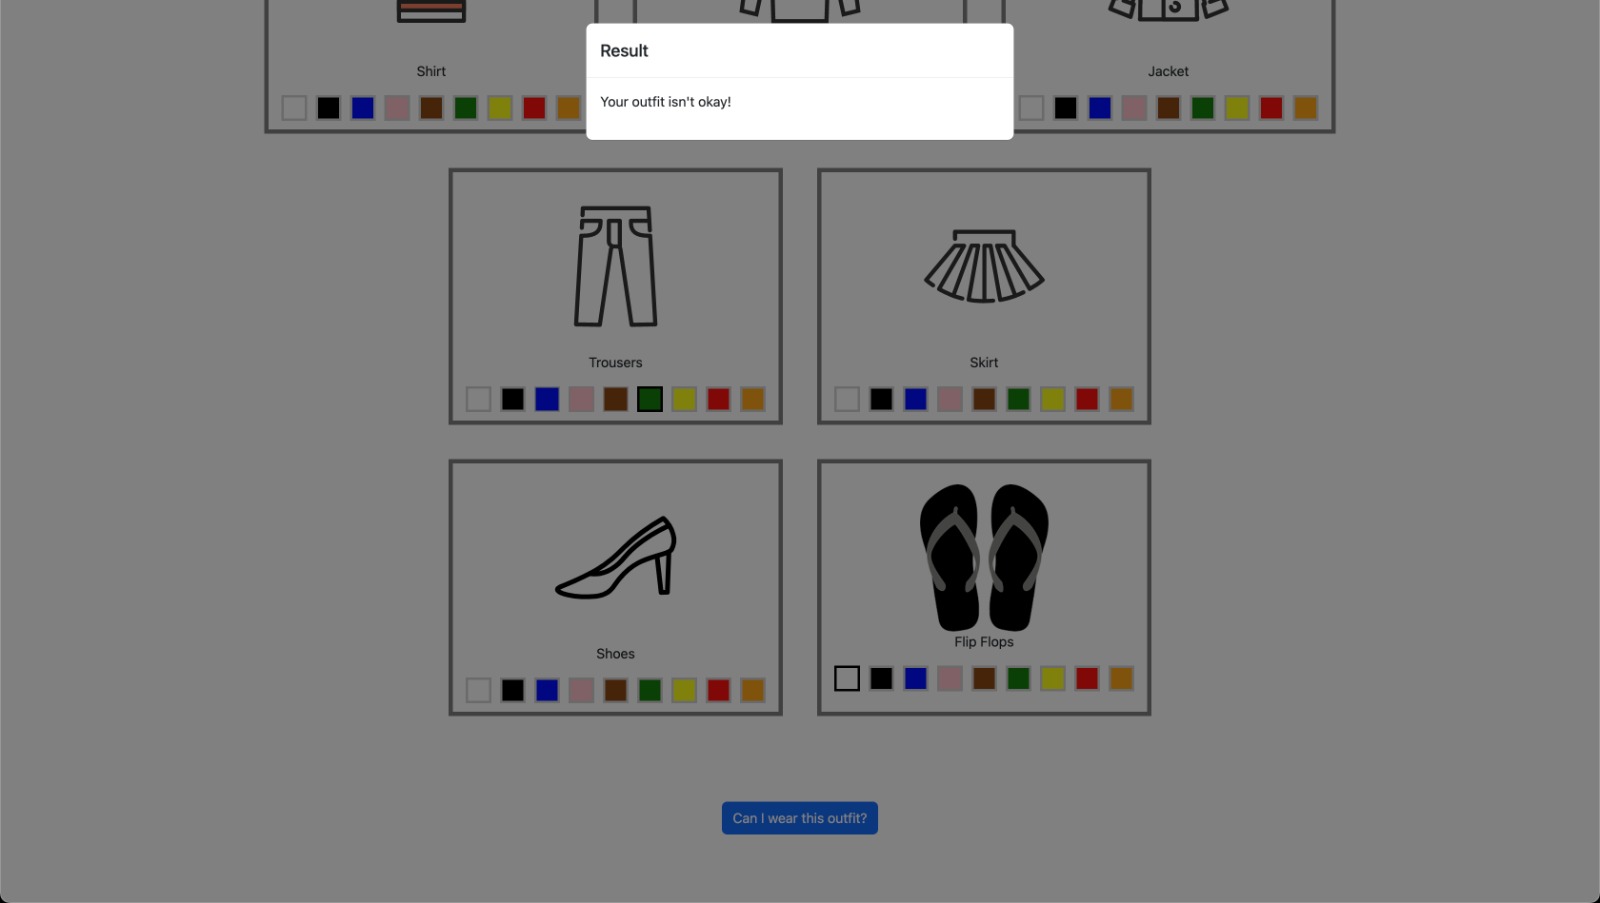 Result
Your outfit isn't okay!
Shirt
Jacket
Trousers
Skirt
Shoes
Flip Flops
Can I wear this outfit?